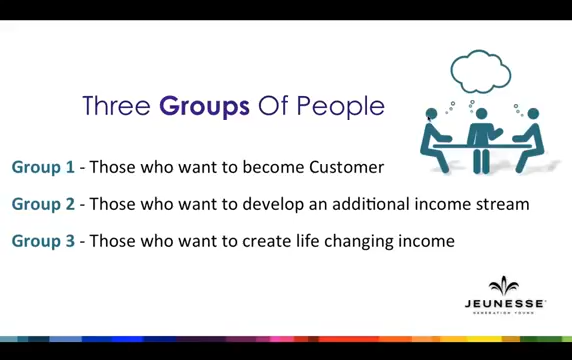 Three Groups Of People
Group 1 - Those who want to become Customer
Group 2 - Those who want to develop an additional income stream
Group 3 - Those who want to create life changing income
JEUNESSE
GENERATION YOUNG